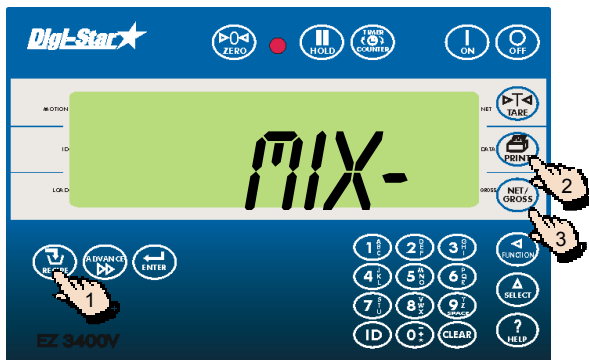 Digi-Star
ZERO
HOLD
TIMER
COUNTER
ON
OFF
MOTION
ID
LOAD
MIX-
NET
DATA
GROSS
T
TARE
PRINT
NET/
GROSS
2
3
RECIPE
ADVANCE
ENTER
1
1
2
3
4
5
6
7
8
9
SPACE
ID
0
CLEAR
FUNCTION
SELECT
?
HELP
EZ 3400V